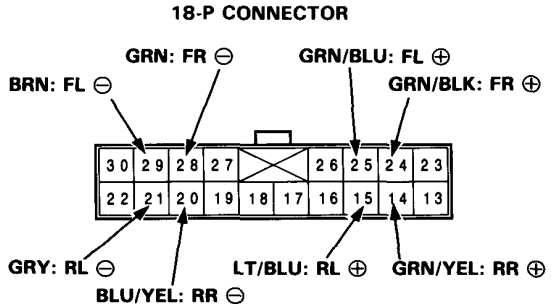 18-P CONNECTOR
GRN: FR ⊖
GRN/BLU: FL ⊕
BRN: FL ⊖
GRN/BLK: FR ⊕
30 29 28 27 26 25 24 23
22 21 20 19 18 17 16 15 14 13
GRY: RL ⊖
LT/BLU: RL ⊕
GRN/YEL: RR ⊕
BLU/YEL: RR ⊖